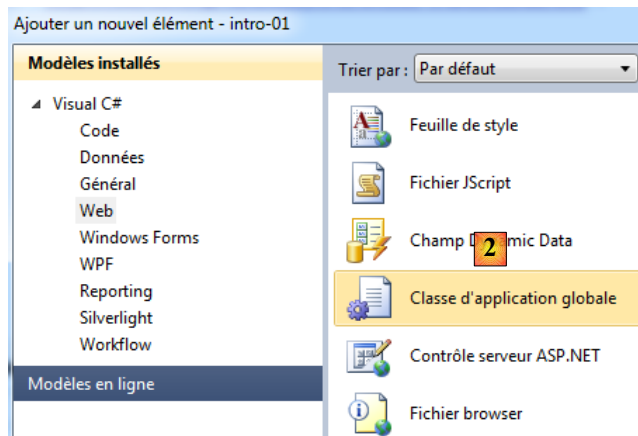 Ajouter un nouvel élément - intro-01
Modèles installés
Visual C#
Code
Données
Général
Web
Windows Forms
WPF
Reporting
Silverlight
Workflow
Modèles en ligne
Trier par : Par défaut
Feuille de style
Fichier JScript
Champ 2 mic Data
Classe d'application globale
Contrôle serveur ASP.NET
Fichier browser